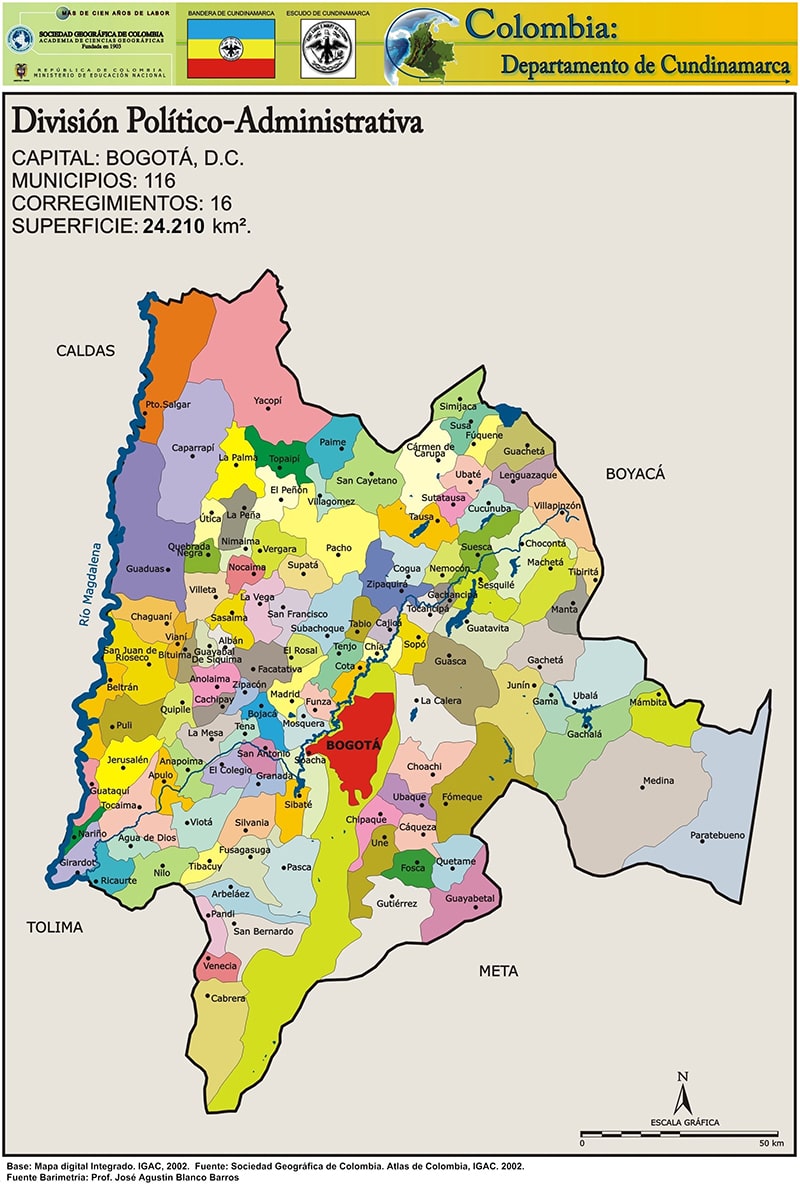 MÁS DE CIEN AÑOS DE LABOR
SOCIEDAD GEOGRÁFICA DE COLOMBIA
ACADEMIA DE CIENCIAS GEOGRÁFICAS
Fundada en 1903
REPÚBLICA DE COLOMBIA
MINISTERIO DE EDUCACIÓN NACIONAL
BANDERA DE CUNDINAMARCA
ESCUDO DE CUNDINAMARCA
Colombia:
Departamento de Cundinamarca
División Político-Administrativa
CAPITAL: BOGOTÁ, D.C.
MUNICIPIOS: 116
CORREGIMIENTOS: 16
SUPERFICIE: 24.210 km².
CALDAS
BOYACÁ
TOLIMA
META
Río Magdalena
Pto.Salgar
Yacopí
Simijaca
Susa
Fúquene
Caparrapí
La Palma
Topaipí
Paime
Cármen de
Carupa
Guachetá
San Cayetano
Ubaté
Lenguazaque
El Peñón
Villagomez
Sutatausa
Cucunuba
Villapinzón
Útica
La Peña
Tausa
Quebrada
Negra
Nimaima
Vergara
Pacho
Suesca
Chocontá
Guaduas
Nocaima
Supatá
Cogua
Nemocón
Machetá
Tibiritá
Zipaquirá
Sesquilé
Villeta
La Vega
San Francisco
Gachancipá
Tocancipá
Manta
Chaguaní
Sasaima
Subachoque
Tabio
Cajicá
Guatavita
Vianí
Bituima
Albán
Guayabal
De Siquima
El Rosal
Tenjo
Chía
Sopó
San Juan de
Rioseco
Facatativa
Cota
Guasca
Gachetá
Beltrán
Anolaima
Zipacón
Madrid
Funza
La Calera
Junín
Gama
Ubalá
Mámbita
Quipile
Cachipay
Bojacá
Mosquera
Puli
La Mesa
Tena
Gachalá
BOGOTÁ
Jerusalén
Anapoima
San Antonio
Soacha
Apulo
El Colegio
Granada
Choachi
Medina
Guataquí
Tocaima
Sibaté
Ubaque
Fómeque
Nariño
Viotá
Silvania
Chipaque
Cáqueza
Paratebueno
Agua de Dios
Fusagasuga
Une
Girardot
Ricaurte
Nilo
Tibacuy
Pasca
Fosca
Quetame
Arbeláez
Gutiérrez
Guayabetal
Pandi
San Bernardo
Venecia
Cabrera
N
ESCALA GRÁFICA
0
50 km
Base: Mapa digital Integrado. IGAC, 2002. Fuente: Sociedad Geográfica de Colombia. Atlas de Colombia, IGAC. 2002.
Fuente Barimetría: Prof. José Agustin Blanco Barros